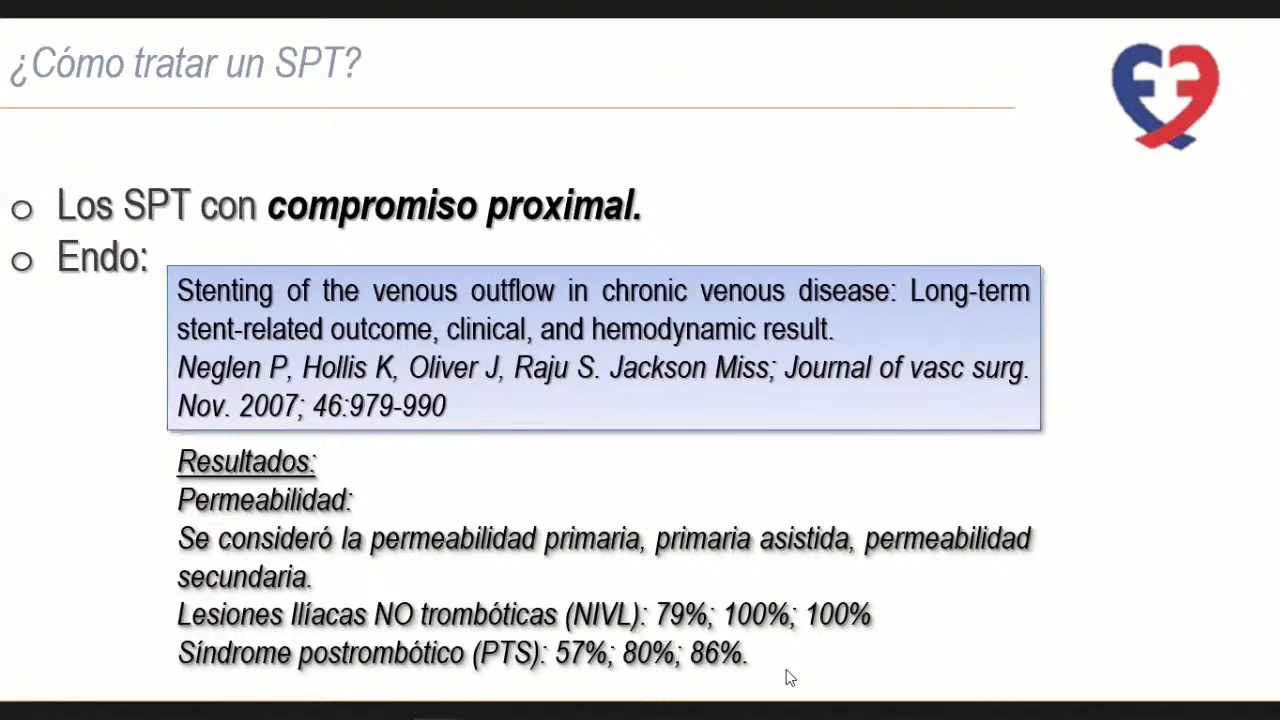 ¿Cómo tratar un SPT?
o Los SPT con compromiso proximal.
o Endo:
Stenting of the venous outflow in chronic venous disease: Long-term
stent-related outcome, clinical, and hemodynamic result.
Neglen P, Hollis K, Oliver J, Raju S. Jackson Miss; Journal of vasc surg.
Nov. 2007; 46:979-990
Resultados:
Permeabilidad:
Se consideró la permeabilidad primaria, primaria asistida, permeabilidad
secundaria.
Lesiones Ilíacas NO trombóticas (NIVL): 79%; 100%; 100%
Síndrome postrombótico (PTS): 57%; 80%; 86%.